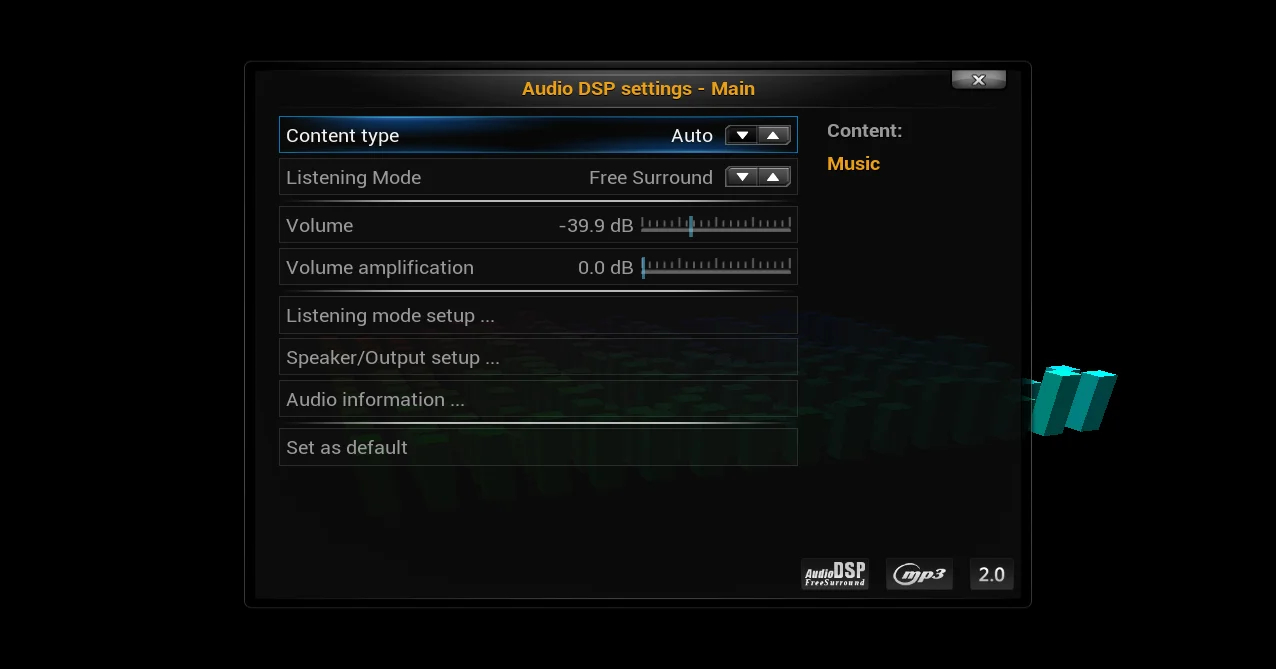 Audio DSP settings - Main
Content type Auto
Listening Mode Free Surround
Volume -39.9 dB
Volume amplification 0.0 dB
Listening mode setup ...
Speaker/Output setup ...
Audio information ...
Set as default
Content:
Music
AudioDSP
FreeSurround
mp3
2.0